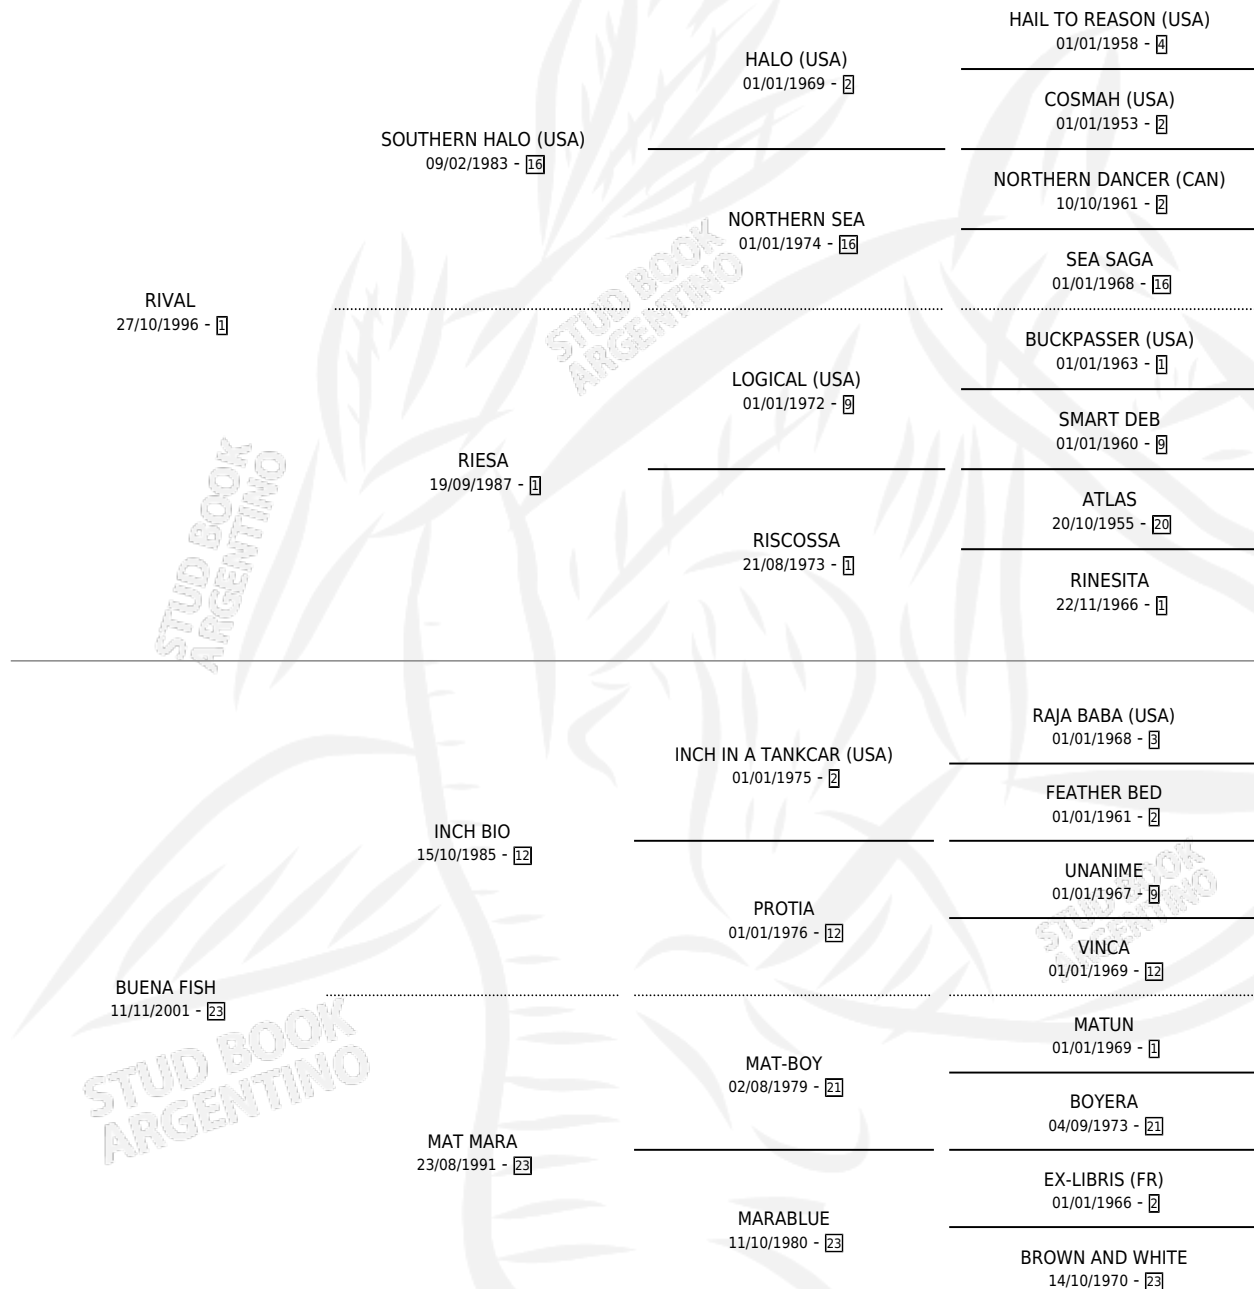 HAIL TO REASON (USA)
01/01/1958 - 4
HALO (USA)
01/01/1969 - 2
COSMAH (USA)
01/01/1953 - 2
SOUTHERN HALO (USA)
09/02/1983 - 16
NORTHERN DANCER (CAN)
10/10/1961 - 2
NORTHERN SEA
01/01/1974 - 16
SEA SAGA
01/01/1968 - 16
RIVAL
27/10/1996 - 1
BUCKPASSER (USA)
01/01/1963 - 1
LOGICAL (USA)
01/01/1972 - 9
SMART DEB
01/01/1960 - 9
RIESA
19/09/1987 - 1
ATLAS
20/10/1955 - 20
RISCOSSA
21/08/1973 - 1
RINESITA
22/11/1966 - 1
RAJA BABA (USA)
01/01/1968 - 3
INCH IN A TANKCAR (USA)
01/01/1975 - 2
FEATHER BED
01/01/1961 - 2
INCH BIO
15/10/1985 - 12
UNANIME
01/01/1967 - 9
PROTIA
01/01/1976 - 12
VINCA
01/01/1969 - 12
BUENA FISH
11/11/2001 - 23
MATUN
01/01/1969 - 1
MAT-BOY
02/08/1979 - 21
BOYERA
04/09/1973 - 21
MAT MARA
23/08/1991 - 23
EX-LIBRIS (FR)
01/01/1966 - 2
MARABLUE
11/10/1980 - 23
BROWN AND WHITE
14/10/1970 - 23
STUD BOOK
ARGENTINO
STUD BOOK
ARGENTINO
STUD BOOK
ARGENTINO
STUD BOOK
ARGENTINO